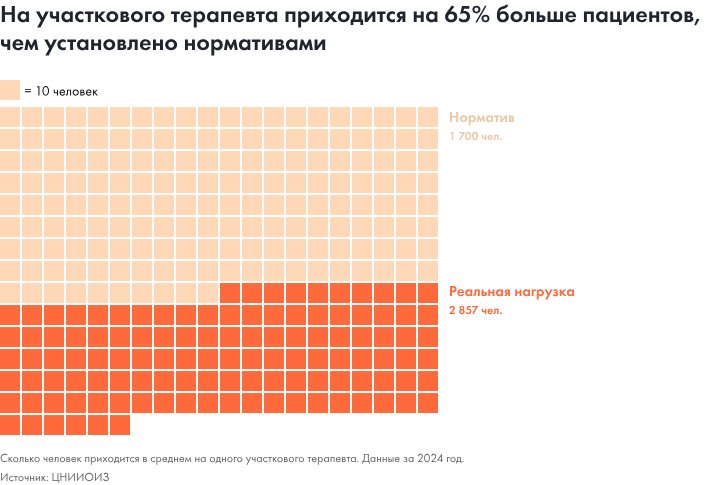 На участкового терапевта приходится на 65% больше пациентов,
чем установлено нормативами
= 10 человек
Норматив
1 700 чел.
Реальная нагрузка
2 857 чел.
Сколько человек приходится в среднем на одного участкового терапевта. Данные за 2024 год.
Источник: ЦНИИОИЗ